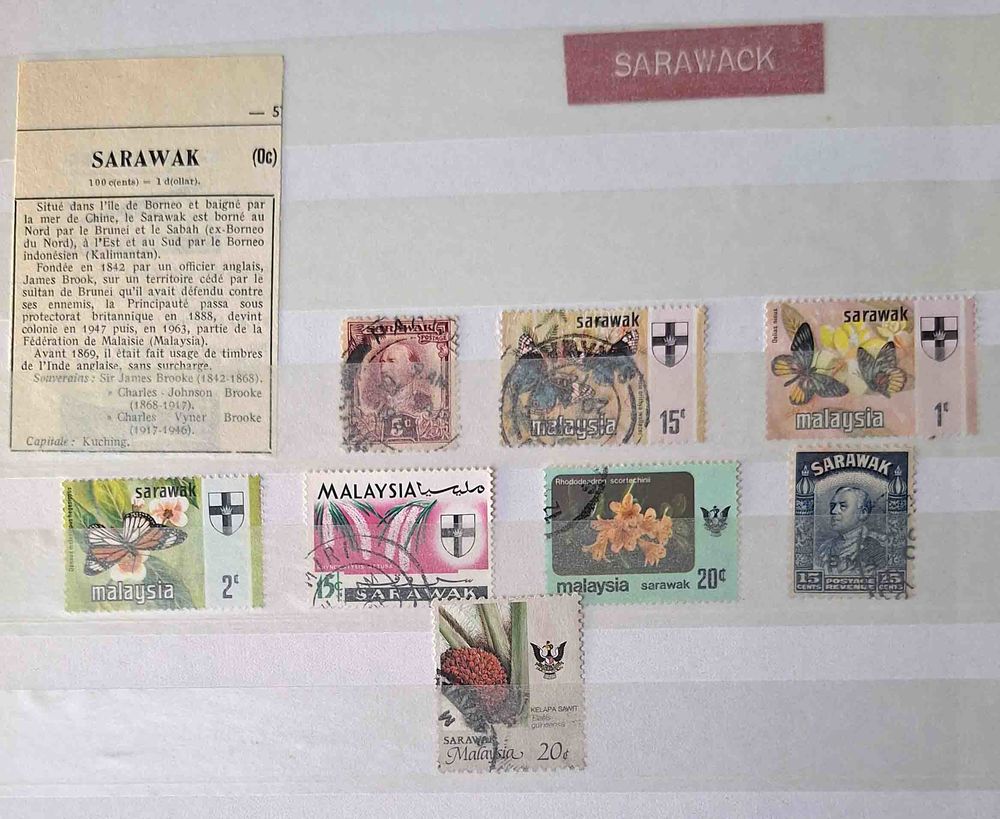 SARAWACK
— 5
SARAWAK (Oc)
100 c(ents) = 1 d(ollar).
Situé dans l'île de Borneo et baigné par
la mer de Chine, le Sarawak est borné au
Nord par le Brunei et le Sabah (ex-Borneo
du Nord), à l'Est et au Sud par le Borneo
indonésien (Kalimantan).
Fondée en 1842 par un officier anglais,
James Brook, sur un territoire cédé par le
sultan de Brunei qu'il avait défendu contre
ses ennemis, la Principauté passa sous
protectorat britannique en 1888, devint
colonie en 1947 puis, en 1963, partie de la
Fédération de Malaisie (Malaysia).
Avant 1869, il était fait usage de timbres
de l'Inde anglaise, sans surcharge.
Souverains : Sir James Brooke (1842-1868).
» Charles - Johnson Brooke
(1868-1917).
» Charles Vyner Brooke
(1917-1946).
Capitale : Kuching.
SARAWAK
POSTAGE
sarawak
malaysia 15c
sarawak
malaysia 1c
sarawak
malaysia 2c
MALAYSIA مليسيا
15c
SARAWAK
Rhododendron scortechinii
malaysia sarawak 20¢
SARAWAK
15 CENTS POSTAGE REVENUE 15 CENTS
KELAPA SAWIT
Elaeis
guineensis
SARAWAK
Malaysia 20¢